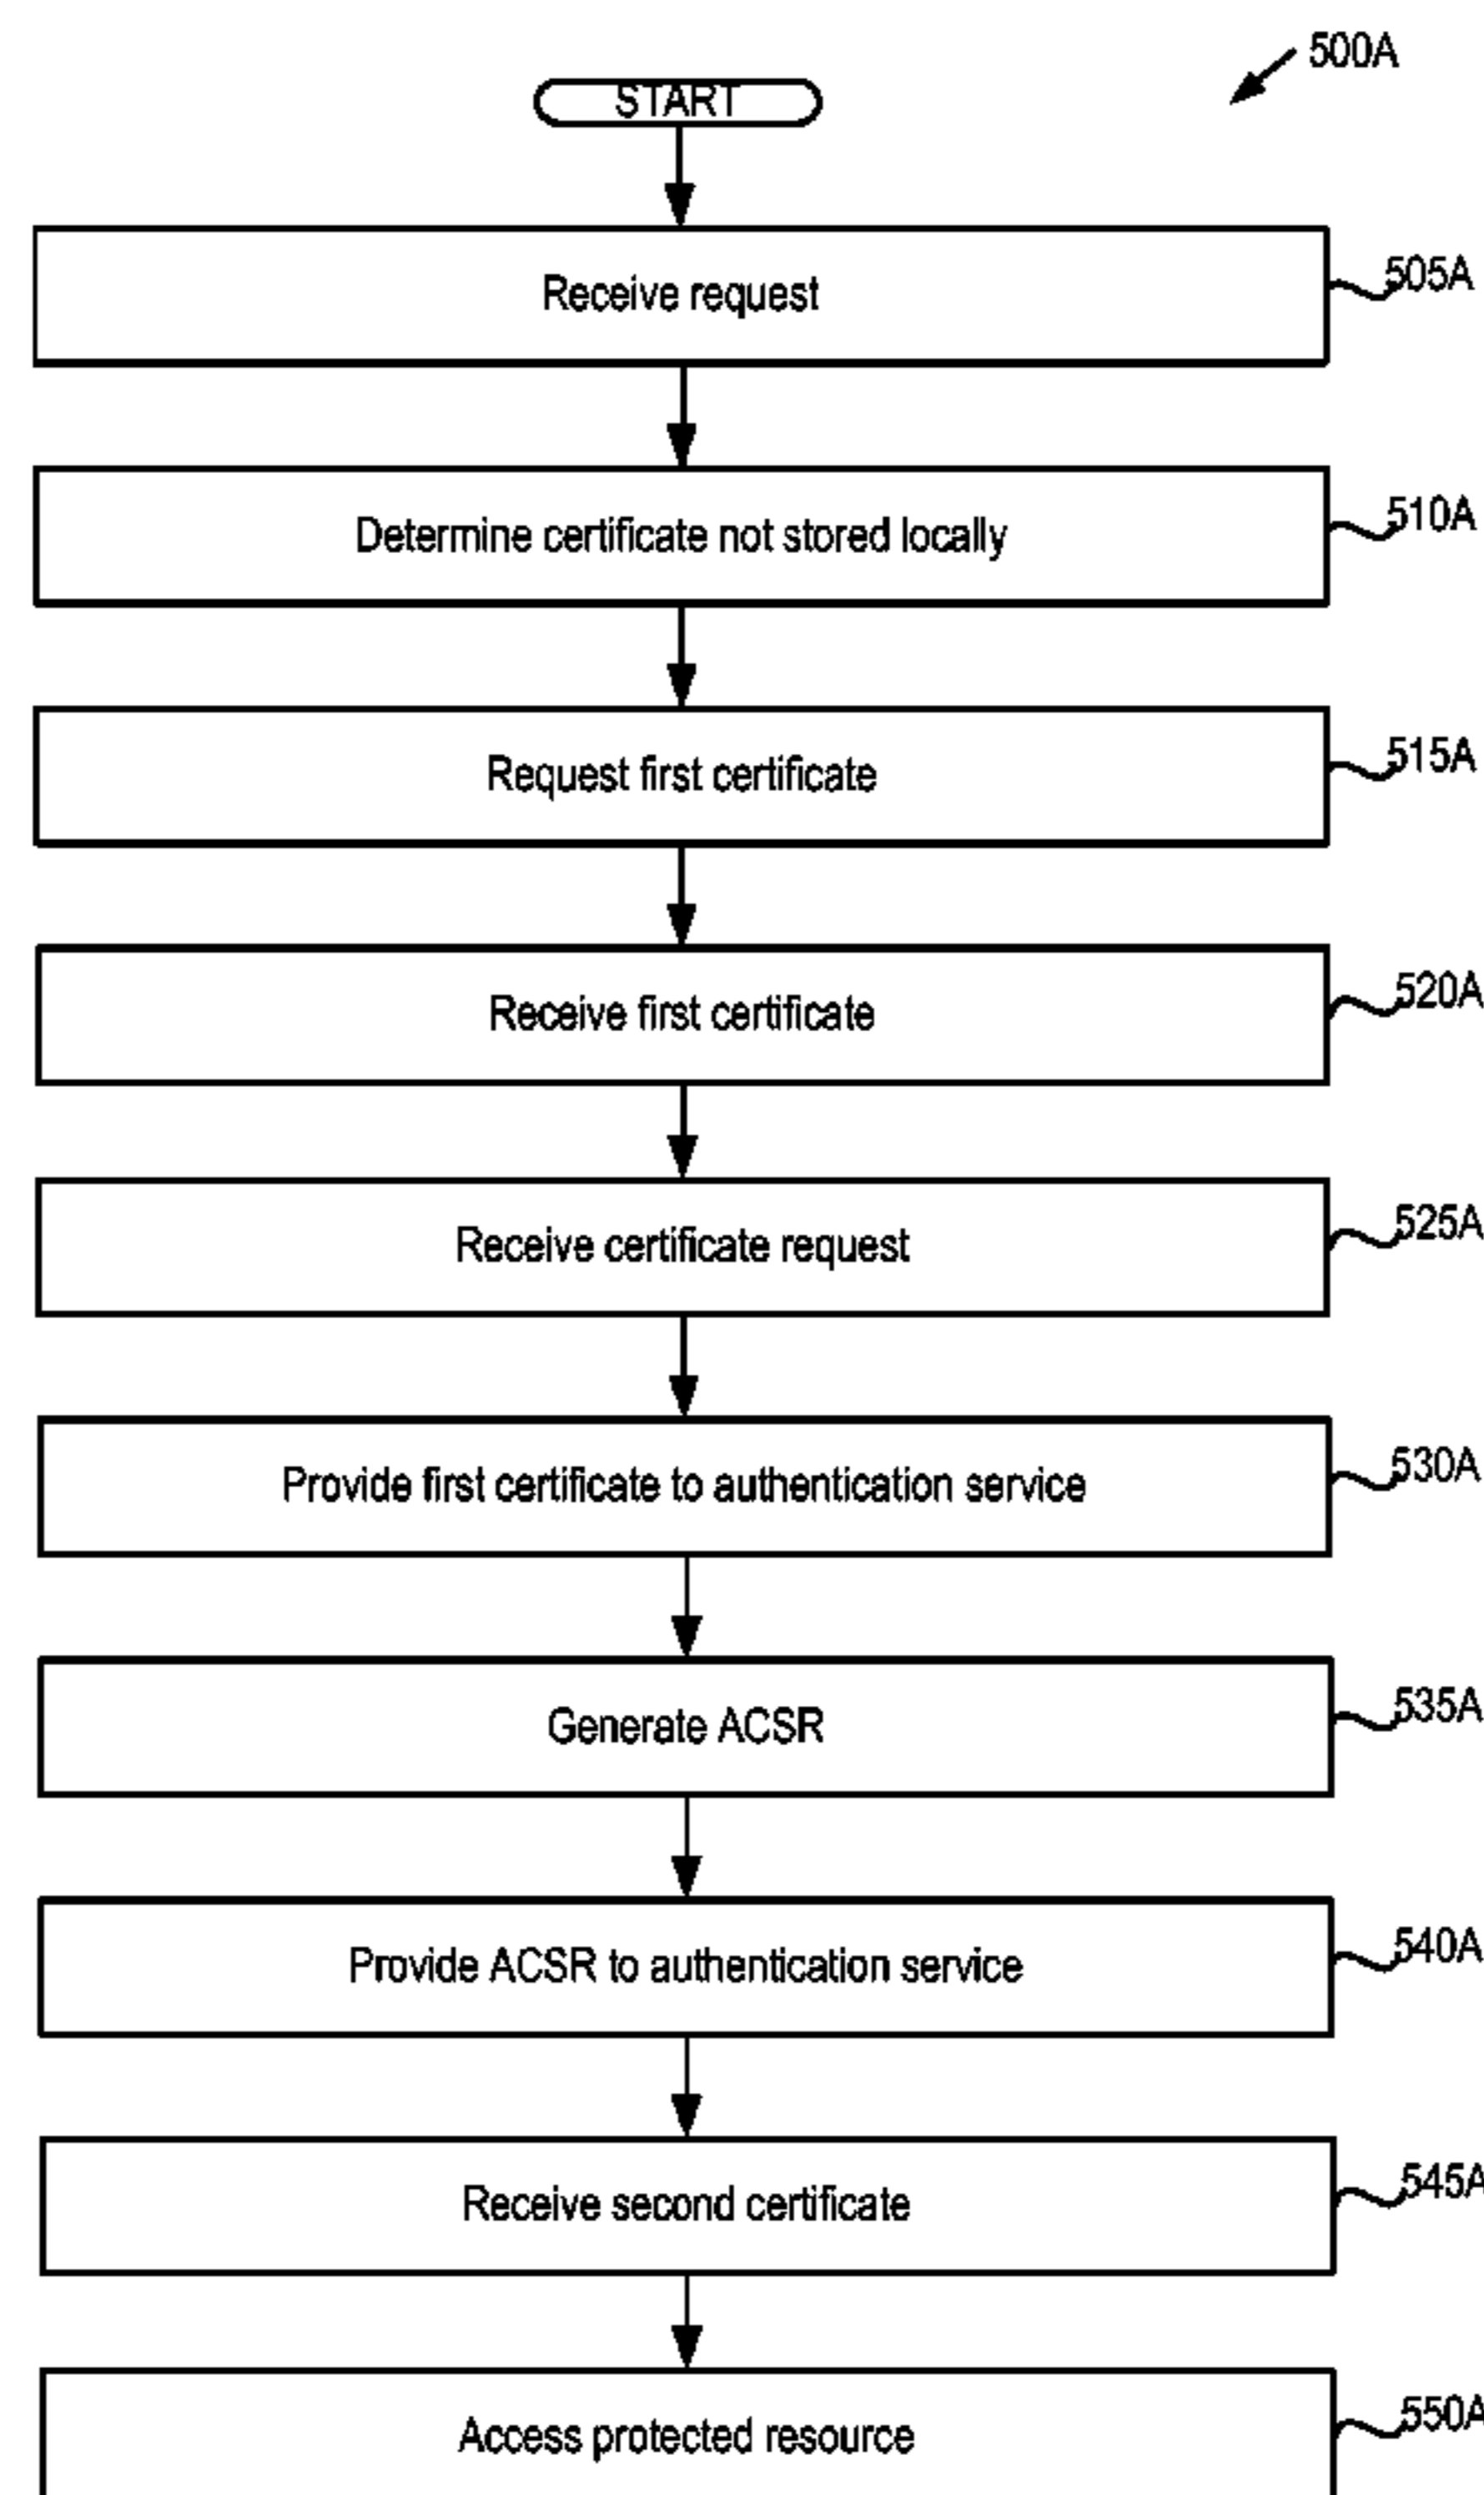 500A
START
Receive request
505A
Determine certificate not stored locally
510A
Request first certificate
515A
Receive first certificate
520A
Receive certificate request
525A
Provide first certificate to authentication service
530A
Generate ACSR
535A
Provide ACSR to authentication service
540A
Receive second certificate
545A
Access protected resource
550A